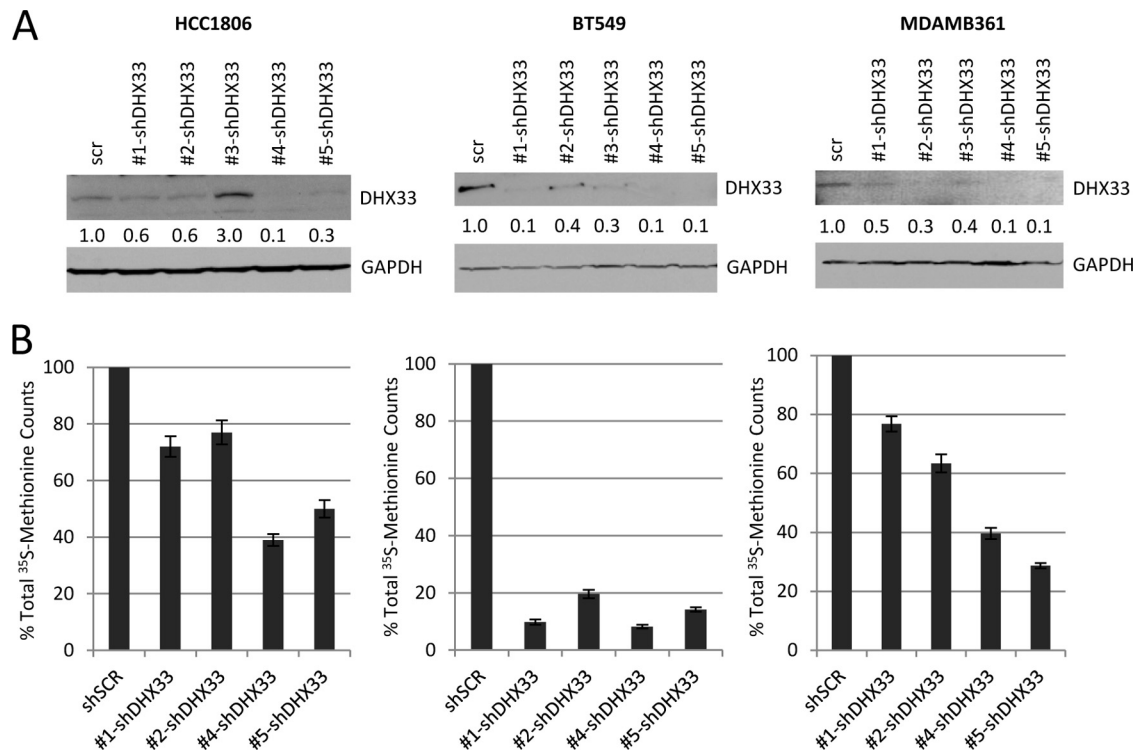 A
HCC1806
BT549
MDAMB361
scr
#1-shDHX33
#2-shDHX33
#3-shDHX33
#4-shDHX33
#5-shDHX33
scr
#1-shDHX33
#2-shDHX33
#3-shDHX33
#4-shDHX33
#5-shDHX33
scr
#1-shDHX33
#2-shDHX33
#3-shDHX33
#4-shDHX33
#5-shDHX33
DHX33
DHX33
DHX33
1.0 0.6 0.6 3.0 0.1 0.3
1.0 0.1 0.4 0.3 0.1 0.1
1.0 0.5 0.3 0.4 0.1 0.1
GAPDH
GAPDH
GAPDH
B
% Total ³⁵S-Methionine Counts
100
80
60
40
20
0
shSCR
#1-shDHX33
#2-shDHX33
#4-shDHX33
#5-shDHX33
% Total ³⁵S-Methionine Counts
100
80
60
40
20
0
shSCR
#1-shDHX33
#2-shDHX33
#4-shDHX33
#5-shDHX33
% Total ³⁵S-Methionine Counts
100
80
60
40
20
0
shSCR
#1-shDHX33
#2-shDHX33
#4-shDHX33
#5-shDHX33